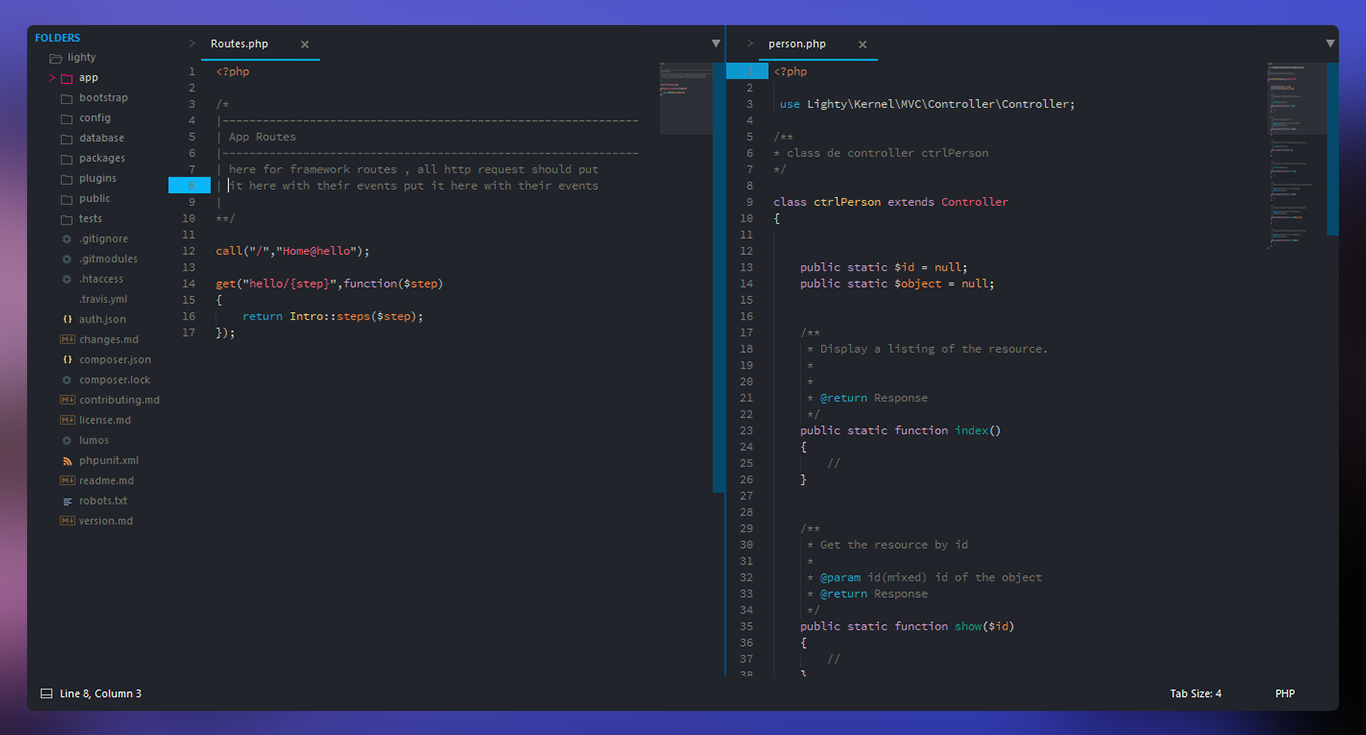 FOLDERS
lighty
app
bootstrap
config
database
packages
plugins
public
tests
.gitignore
.gitmodules
.htaccess
.travis.yml
auth.json
changes.md
composer.json
composer.lock
contributing.md
license.md
lumos
phpunit.xml
readme.md
robots.txt
version.md
Routes.php
1 <?php
2
3 /*
4 |--------------------------------------------------------------
5 | App Routes
6 |--------------------------------------------------------------
7 | here for framework routes , all http request should put
8 | it here with their events put it here with their events
9 |
10 **/
11
12 call("/","Home@hello");
13
14 get("hello/{step}",function($step)
15 {
16     return Intro::steps($step);
17 });
person.php
1 <?php
2
3  use Lighty\Kernel\MVC\Controller\Controller;
4
5 /**
6 * class de controller ctrlPerson
7 */
8
9 class ctrlPerson extends Controller
10 {
11
12
13     public static $id = null;
14     public static $object = null;
15
16
17     /**
18      * Display a listing of the resource.
19      *
20      *
21      * @return Response
22      */
23     public static function index()
24     {
25         //
26     }
27
28
29     /**
30      * Get the resource by id
31      *
32      * @param id(mixed) id of the object
33      * @return Response
34      */
35     public static function show($id)
36     {
37         //
38     }
Line 8, Column 3
Tab Size: 4
PHP